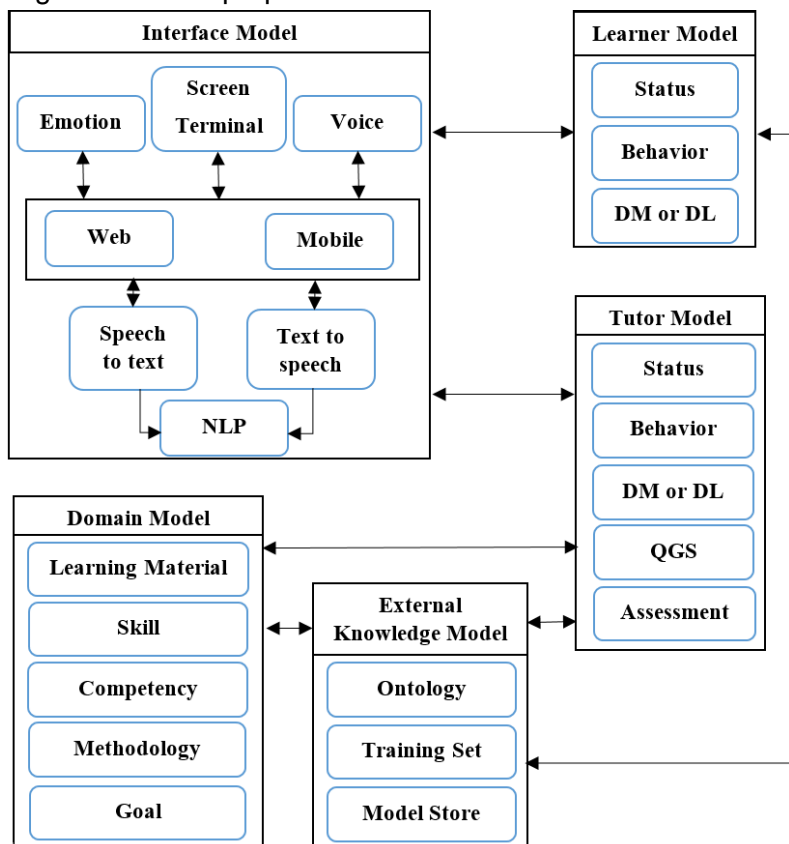 Interface Model
Emotion
Screen
Terminal
Voice
Web
Mobile
Speech
to text
Text to
speech
NLP
Learner Model
Status
Behavior
DM or DL
Tutor Model
Status
Behavior
DM or DL
QGS
Assessment
Domain Model
Learning Material
Skill
Competency
Methodology
Goal
External
Knowledge Model
Ontology
Training Set
Model Store